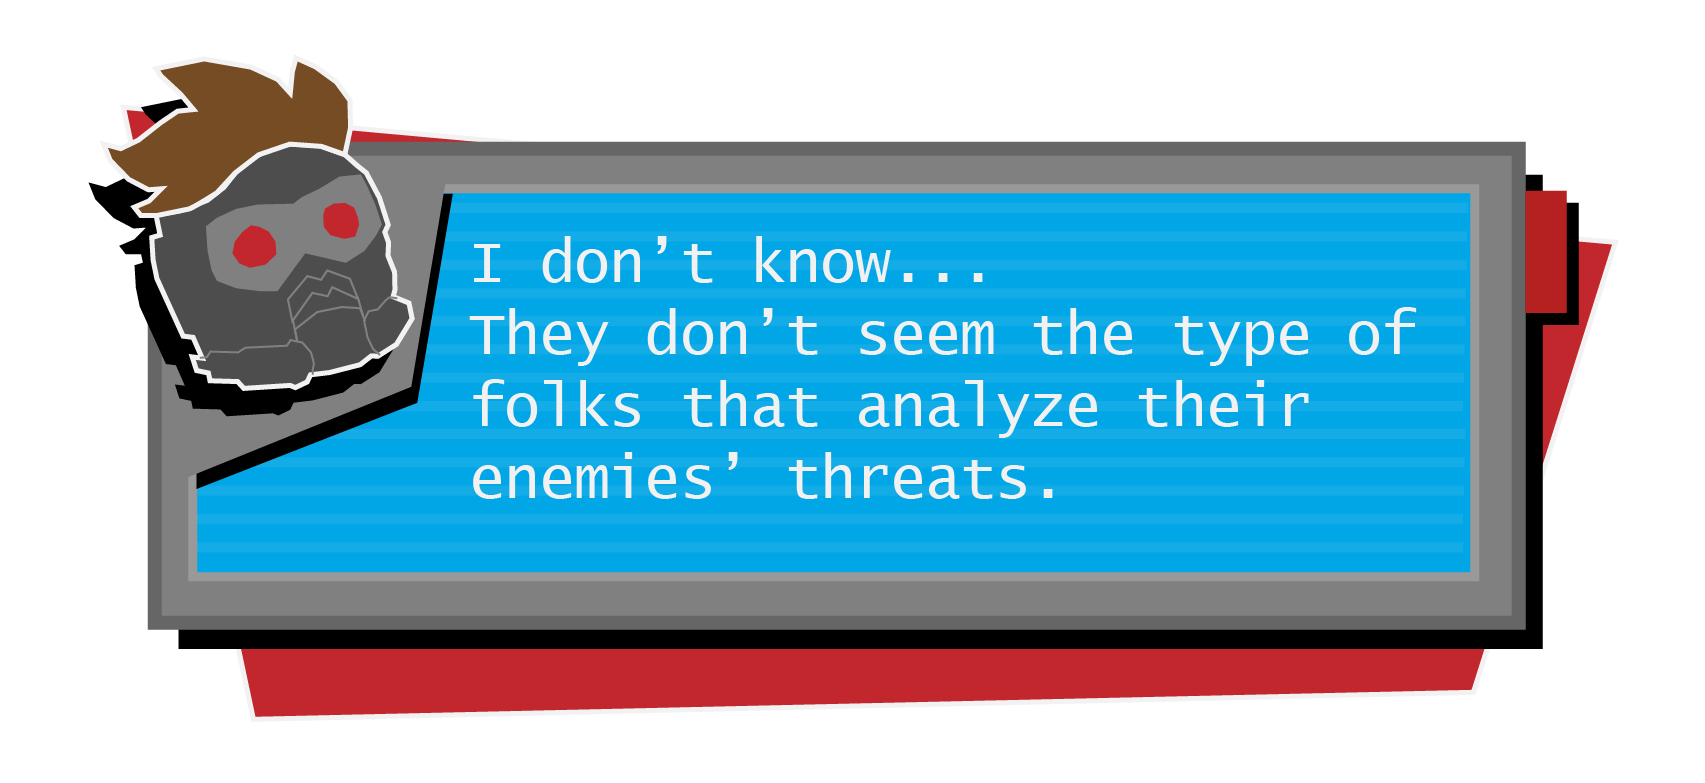 I don’t know...
They don’t seem the type of
folks that analyze their
enemies’ threats.